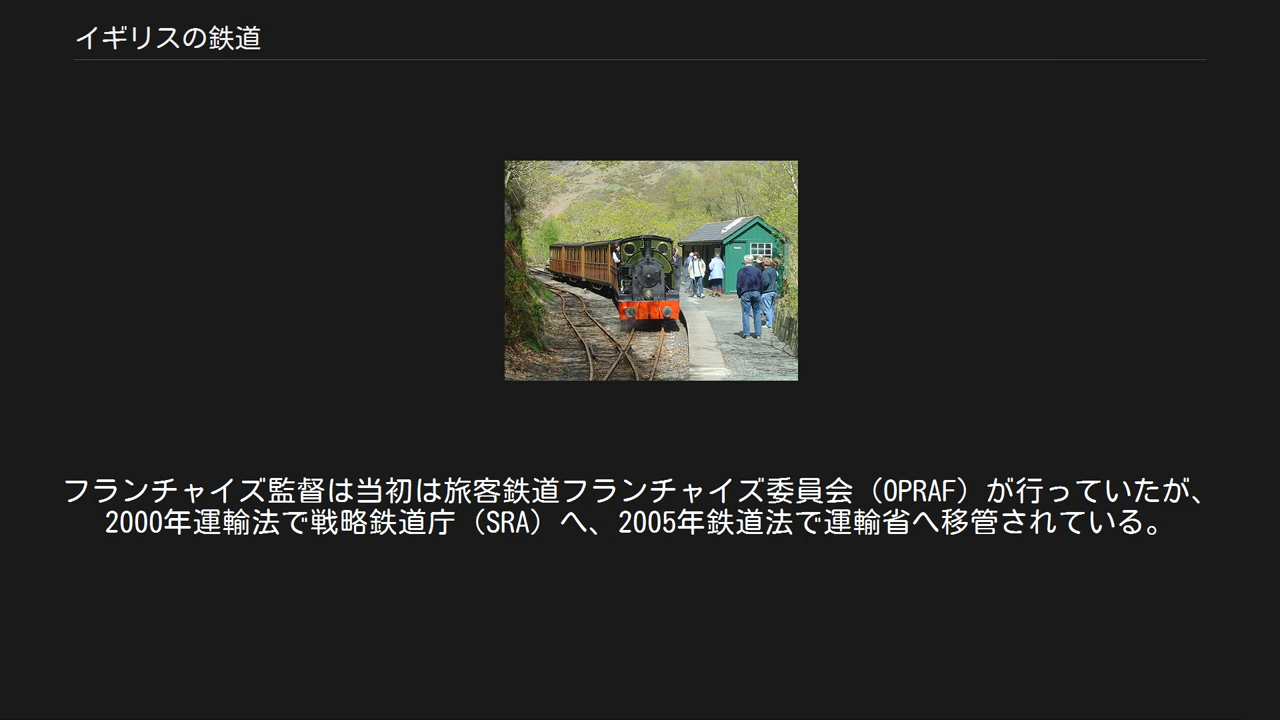 イギリスの鉄道
フランチャイズ監督は当初は旅客鉄道フランチャイズ委員会（OPRAF）が行っていたが、
2000年運輸法で戦略鉄道庁（SRA）へ、2005年鉄道法で運輸省へ移管されている。